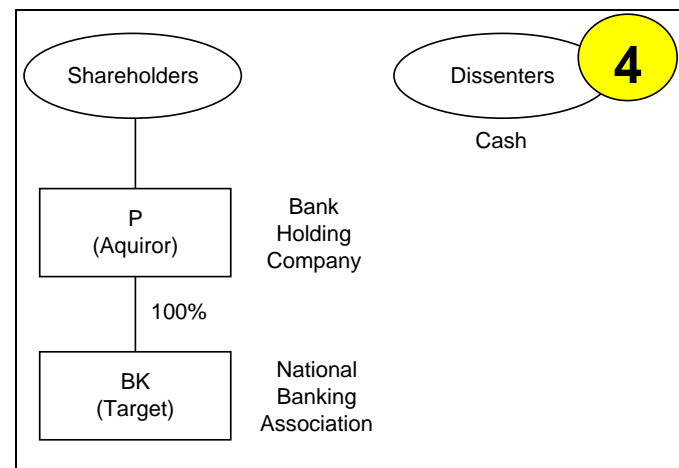 Shareholders
Dissenters
4
Cash
P
(Aquiror)
Bank
Holding
Company
100%
BK
(Target)
National
Banking
Association